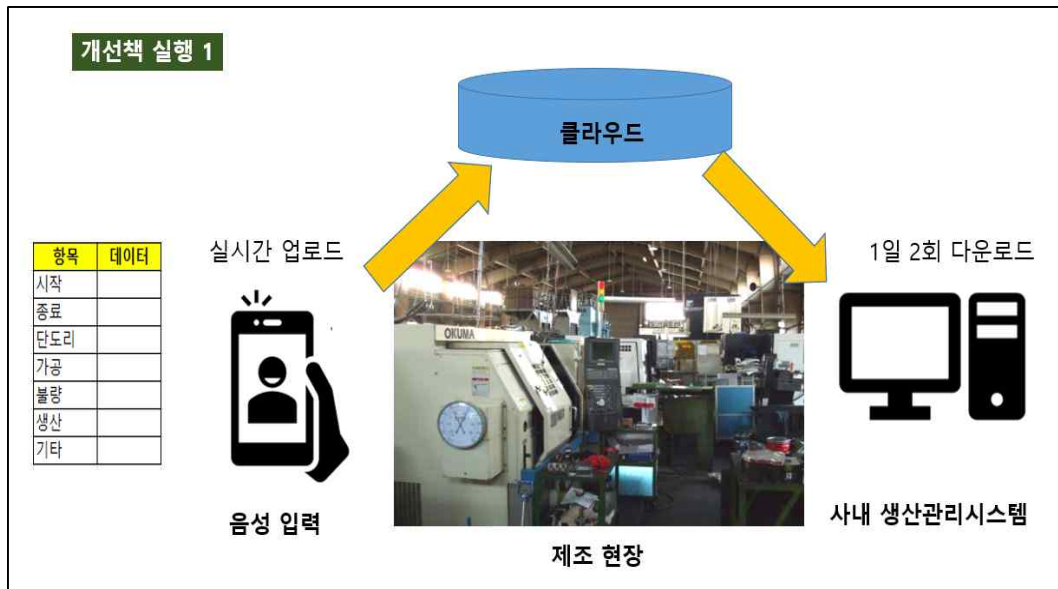 개선책 실행 1
클라우드
실시간 업로드
1일 2회 다운로드
항목 데이터
시작
종료
단도리
가공
불량
생산
기타
OKUMA
음성 입력
제조 현장
사내 생산관리시스템